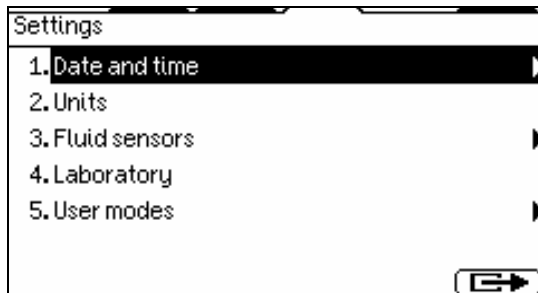 Settings
1. Date and time
2. Units
3. Fluid sensors
4. Laboratory
5. User modes